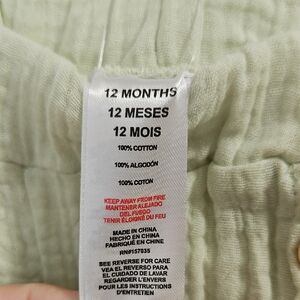 12 MONTHS
12 MESES
12 MOIS
100% COTTON
100% ALGODÓN
100% COTON
KEEP AWAY FROM FIRE
MANTENER ALEJADO
DEL FUEGO
TENIR ÉLOIGNÉ DU FEU
MADE IN CHINA
HECHO EN CHINA
FABRIQUÉ EN CHINE
RN#157035
SEE REVERSE FOR CARE
VEA EL REVERSO PARA
EL CUIDADO DE LAVAR
REGARDER L'ENVERS
POUR LES INSTRUCTIONS
D'ENTRETIEN